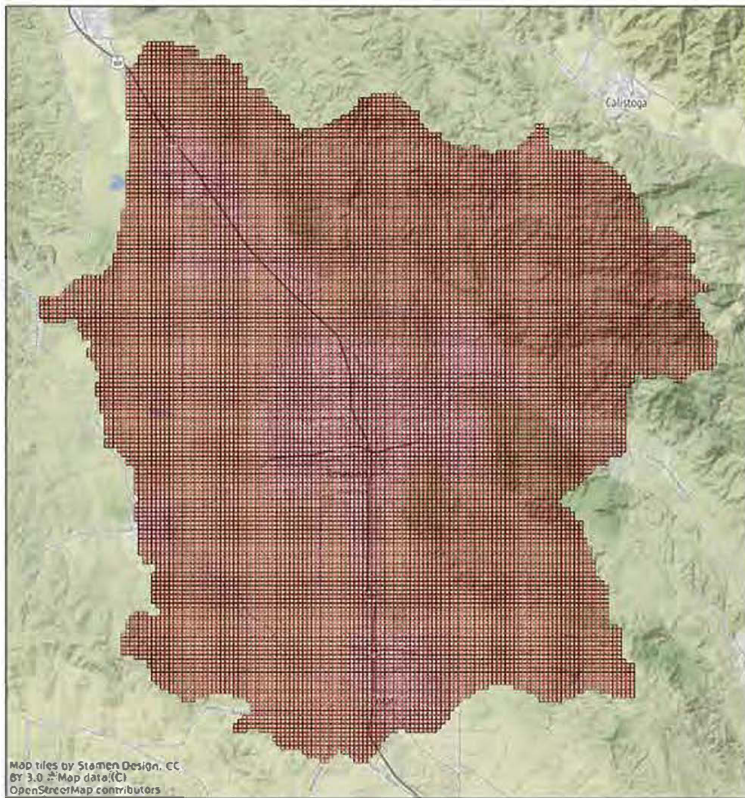 Calistoga
Map tiles by Stamen Design, CC
BY 3.0 -- Map data (C)
OpenStreetMap contributors